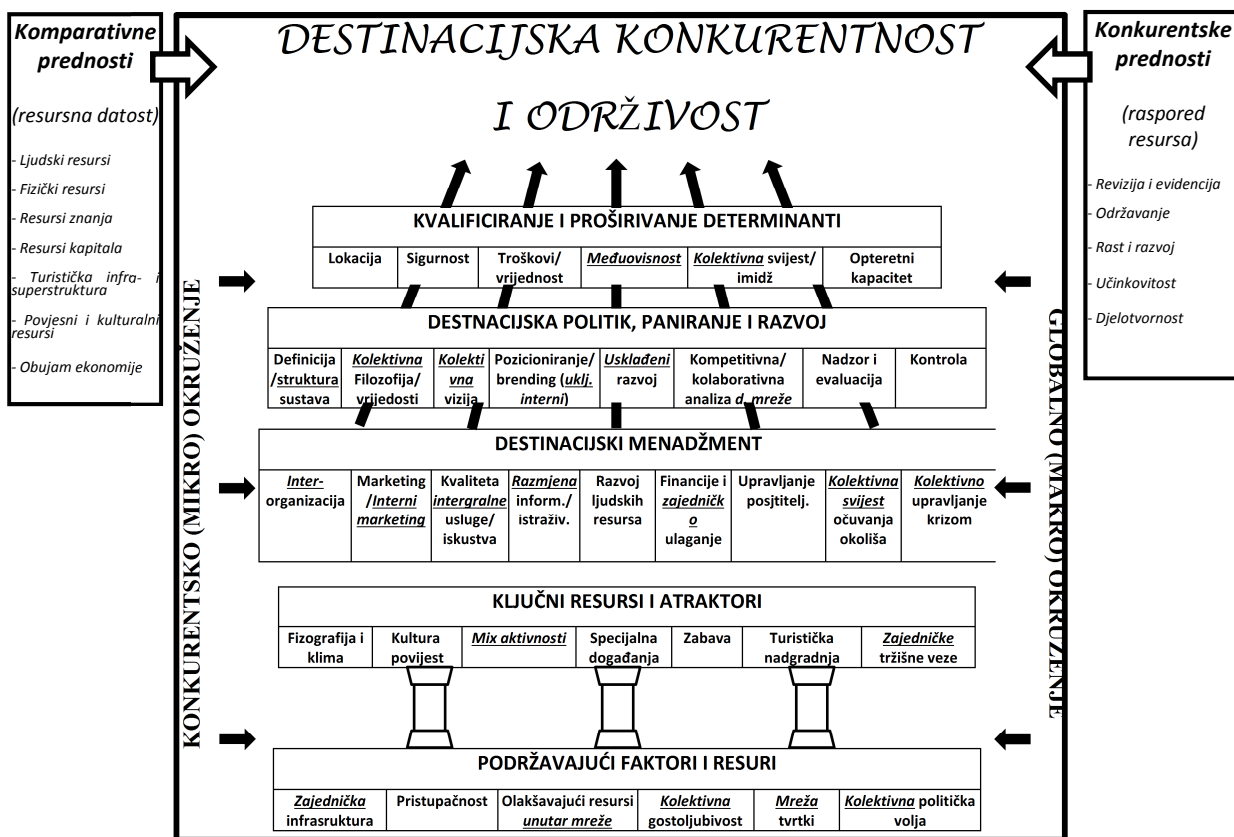 Komparativne
prednosti
(resursna datost)
- Ljudski resursi
- Fizički resursi
- Resursi znanja
- Resursi kapitala
- Turistička infra- i
superstruktura
- Povjesni i kulturalni
resursi
- Obujam ekonomije
DESTINACIJSKA KONKURENTNOST
I ODRŽIVOST
Konkurentske
prednosti
(raspored
resursa)
- Revizija i evidencija
- Održavanje
- Rast i razvoj
- Učinkovitost
- Djelotvornost
KONKURENTSKO (MIKRO) OKRUŽENJE
GLOBALNO (MAKRO) OKRUŽENJE
KVALIFICIRANJE I PROŠIRIVANJE DETERMINANTI
Lokacija
Sigurnost
Troškovi/
vrijednost
Međuovisnost
Kolektivna svijest/
imidž
Opteretni
kapacitet
DESTNACIJSKA POLITIK, PANIRANJE I RAZVOJ
Definicija
/struktura
sustava
Kolektivna
Filozofija/
vrijedosti
Kolekti
vna
vizija
Pozicioniranje/
brending (uklj.
interni)
Usklađeni
razvoj
Kompetitivna/
kolaborativna
analiza d. mreže
Nadzor i
evaluacija
Kontrola
DESTINACIJSKI MENADŽMENT
Inter-
organizacija
Marketing
/Interni
marketing
Kvaliteta
intergralne
usluge/
iskustva
Razmjena
inform./
istraživ.
Razvoj
ljudskih
resursa
Financije i
zajedničk
o
ulaganje
Upravljanje
posjtitelj.
Kolektivna
svijest
očuvanja
okoliša
Kolektivno
upravljanje
krizom
KLJUČNI RESURSI I ATRAKTORI
Fizografija i
klima
Kultura
povijest
Mix aktivnosti
Specijalna
događanja
Zabava
Turistička
nadgradnja
Zajedničke
tržišne veze
PODRŽAVAJUĆI FAKTORI I RESURI
Zajednička
infrasruktura
Pristupačnost
Olakšavajući resursi
unutar mreže
Kolektivna
gostoljubivost
Mreža
tvrtki
Kolektivna politička
volja